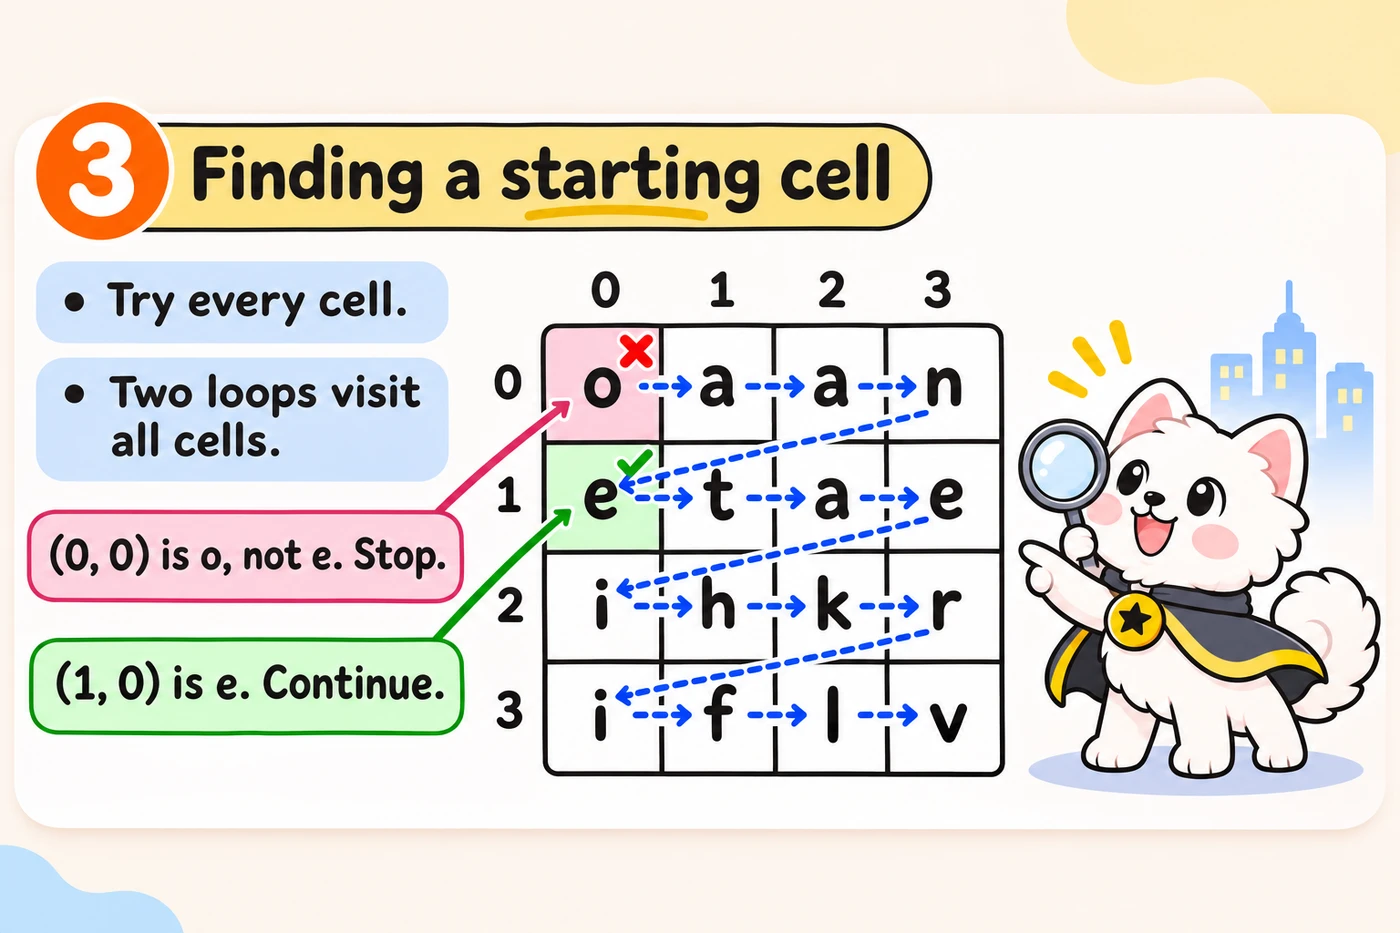 3 Finding a starting cell
• Try every cell.
• Two loops visit
all cells.
(0, 0) is o, not e. Stop.
(1, 0) is e. Continue.
0 1 2 3
0 o a a n
1 e t a e
2 i h k r
3 i f l v